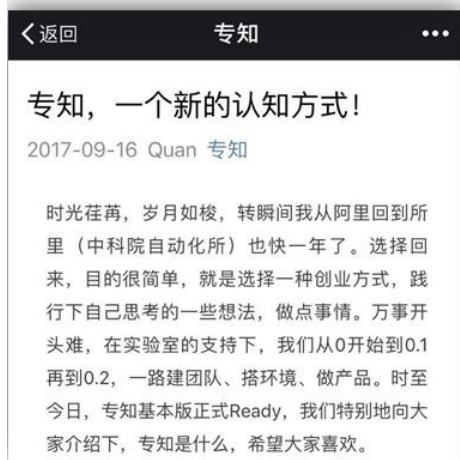 返回 专知 •••
专知，一个新的认知方式！
2017-09-16 Quan 专知
时光荏苒，岁月如梭，转瞬间我从阿里回到所
里（中科院自动化所）也快一年了。选择回
来，目的很简单，就是选择一种创业方式，践
行下自己思考的一些想法，做点事情。万事开
头难，在实验室的支持下，我们从0开始到0.1
再到0.2，一路建团队、搭环境、做产品。时至
今日，专知基本版正式Ready，我们特别地向大
家介绍下，专知是什么，希望大家喜欢。